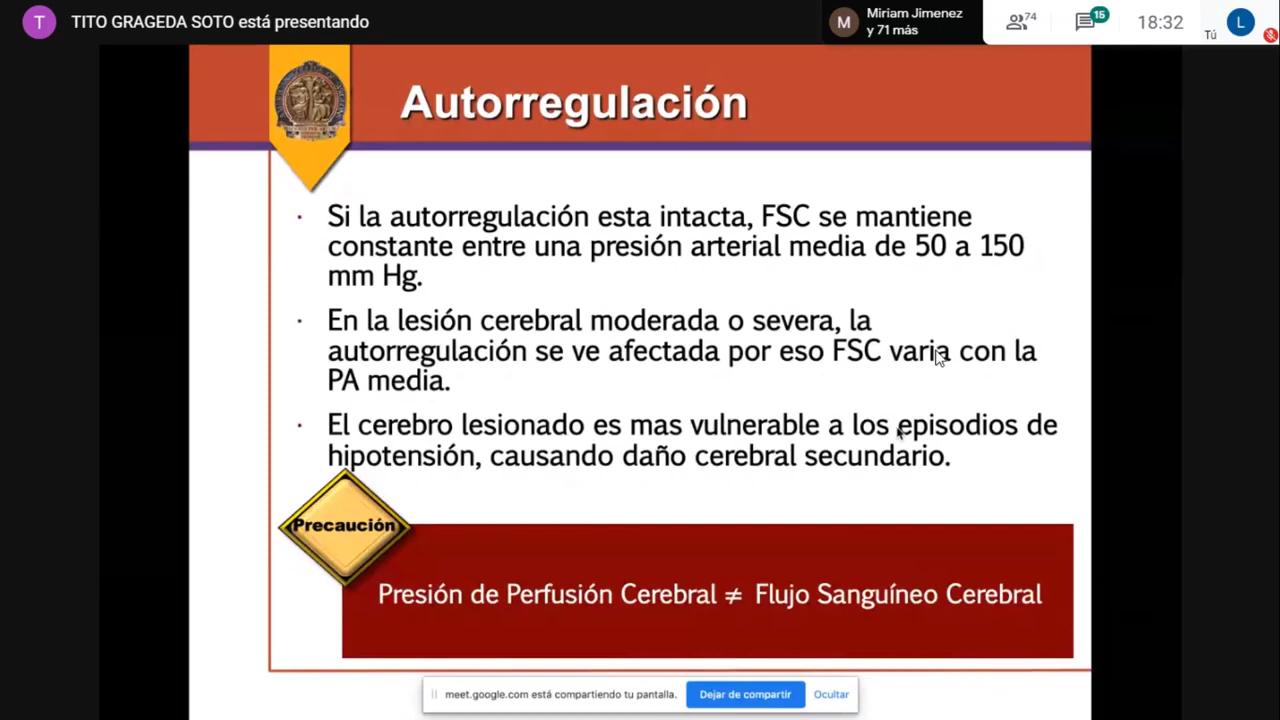 T TITO GRAGEDA SOTO está presentando
M Miriam Jimenez
y 71 más
74
15
18:32
Tú
L
Autorregulación
· Si la autorregulación esta intacta, FSC se mantiene
constante entre una presión arterial media de 50 a 150
mm Hg.
· En la lesión cerebral moderada o severa, la
autorregulación se ve afectada por eso FSC varia con la
PA media.
· El cerebro lesionado es mas vulnerable a los episodios de
hipotensión, causando daño cerebral secundario.
Precaución
Presión de Perfusión Cerebral ≠ Flujo Sanguíneo Cerebral
meet.google.com está compartiendo tu pantalla. Dejar de compartir Ocultar